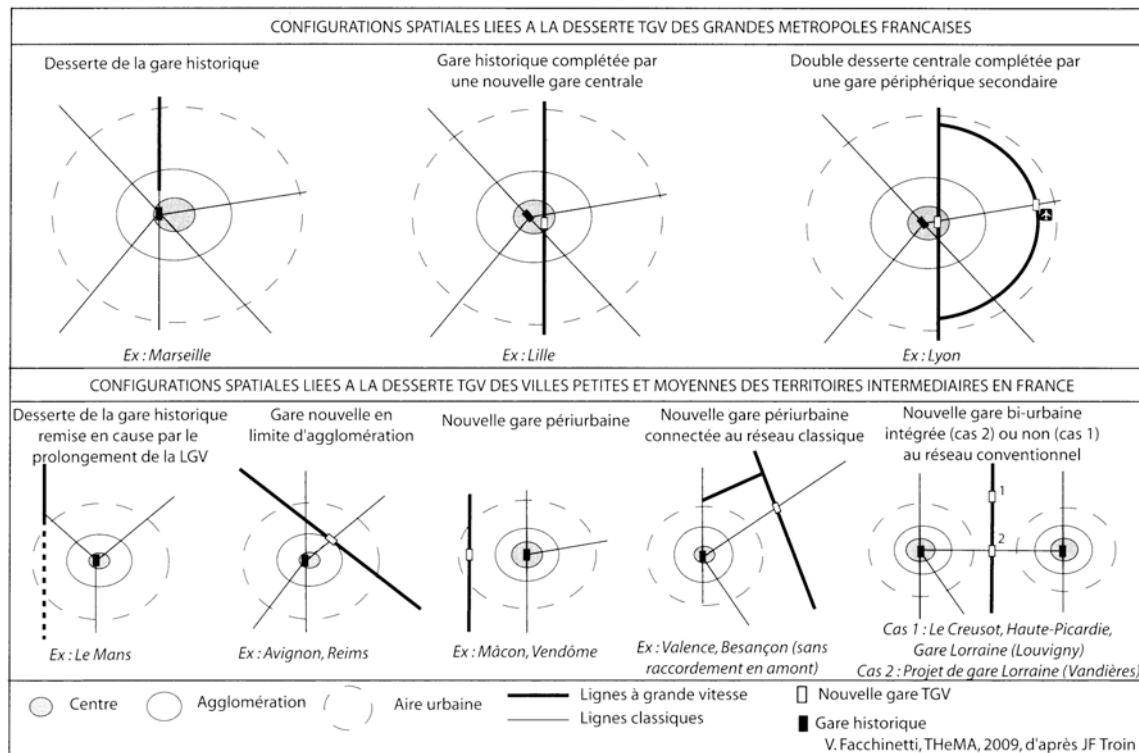 CONFIGURATIONS SPATIALES LIEES A LA DESSERTE TGV DES GRANDES METROPOLES FRANCAISES
Desserte de la gare historique
Gare historique complétée par
une nouvelle gare centrale
Double desserte centrale complétée par
une gare périphérique secondaire
Ex : Marseille
Ex : Lille
Ex : Lyon
CONFIGURATIONS SPATIALES LIEES A LA DESSERTE TGV DES VILLES PETITES ET MOYENNES DES TERRITOIRES INTERMEDIAIRES EN FRANCE
Desserte de la gare historique
remise en cause par le
prolongement de la LGV
Gare nouvelle en
limite d'agglomération
Nouvelle gare périurbaine
Nouvelle gare périurbaine
connectée au réseau classique
Nouvelle gare bi-urbaine
intégrée (cas 2) ou non (cas 1)
au réseau conventionnel
1
2
Ex : Le Mans
Ex : Avignon, Reims
Ex : Mâcon, Vendôme
Ex : Valence, Besançon (sans
raccordement en amont)
Cas 1 : Le Creusot, Haute-Picardie,
Gare Lorraine (Louvigny)
Cas 2 : Projet de gare Lorraine (Vandières)
Centre
Agglomération
Aire urbaine
Lignes à grande vitesse
Lignes classiques
Nouvelle gare TGV
Gare historique
V. Facchinetti, THeMA, 2009, d'après JF Troin